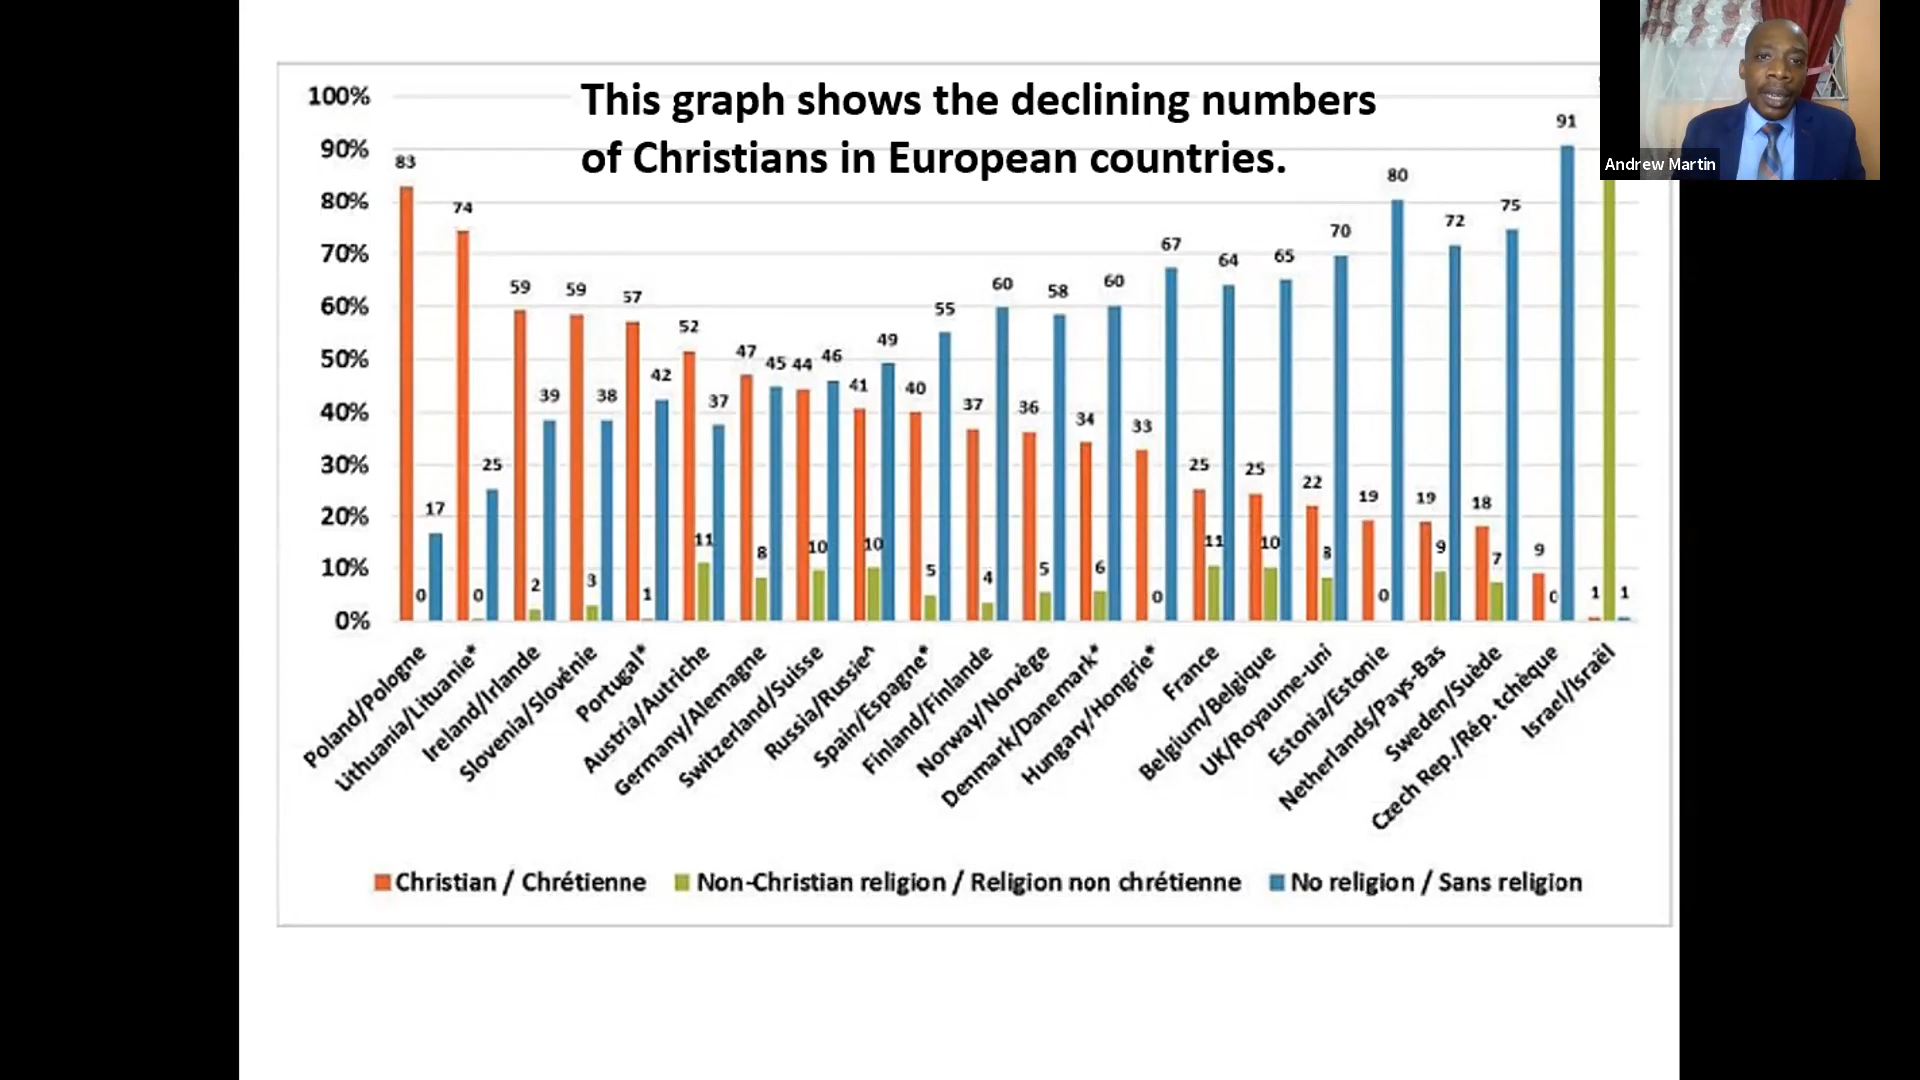 This graph shows the declining numbers
of Christians in European countries.
Andrew Martin
100%
90%
80%
70%
60%
50%
40%
30%
20%
10%
0%
83 0 17
74 0 25
59 2 39
59 3 38
57 1 42
52 11 37
47 8 45
44 10 46
41 10 49
40 5 55
37 4 60
36 5 58
34 6 60
33 0 67
25 11 64
25 10 65
22 8 70
19 0 80
19 9 72
18 7 75
9 0 91
1 1
Poland/Pologne
Lithuania/Lituanie*
Ireland/Irlande
Slovenia/Slovénie
Portugal*
Austria/Autriche
Germany/Alemagne
Switzerland/Suisse
Russia/Russie^
Spain/Espagne*
Finland/Finlande
Norway/Norvège
Denmark/Danemark*
Hungary/Hongrie*
France
Belgium/Belgique
UK/Royaume-uni
Estonia/Estonie
Netherlands/Pays-Bas
Sweden/Suède
Czech Rep./Rép. tchèque
Israel/Israël
Christian / Chrétienne Non-Christian religion / Religion non chrétienne No religion / Sans religion